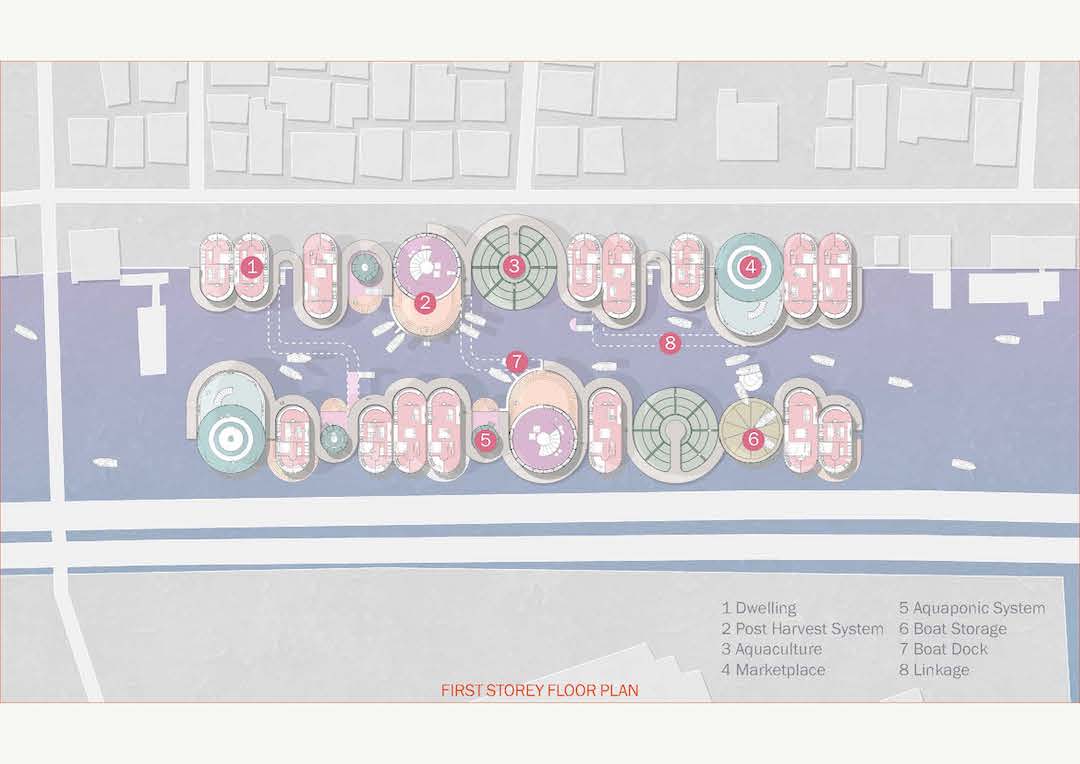 1
2
3
4
8
7
5
6
1 Dwelling
2 Post Harvest System
3 Aquaculture
4 Marketplace
5 Aquaponic System
6 Boat Storage
7 Boat Dock
8 Linkage
FIRST STOREY FLOOR PLAN